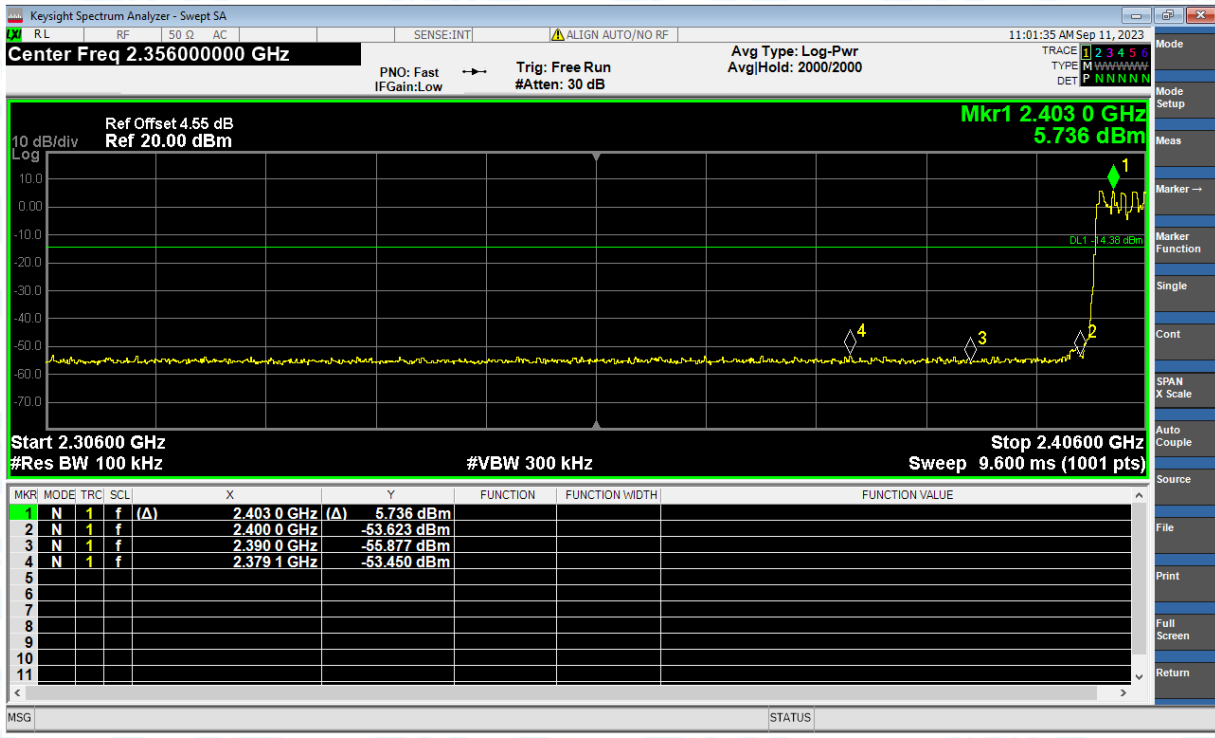 Keysight Spectrum Analyzer - Swept SA
RL RF 50 Ω AC SENSE:INT ALIGN AUTO/NO RF 11:01:35 AM Sep 11, 2023
Center Freq 2.356000000 GHz
PNO: Fast
IFGain:Low
Trig: Free Run
#Atten: 30 dB
Avg Type: Log-Pwr
Avg|Hold: 2000/2000
TRACE 1 2 3 4 5 6
TYPE M W W W W W
DET P N N N N N
Ref Offset 4.55 dB
10 dB/div Ref 20.00 dBm
Log
Mkr1 2.403 0 GHz
5.736 dBm
10.0
0.00
-10.0
-20.0
-30.0
-40.0
-50.0
-60.0
-70.0
1
DL1 -14.38 dBm
4
3
2
Start 2.30600 GHz Stop 2.40600 GHz
#Res BW 100 kHz #VBW 300 kHz Sweep 9.600 ms (1001 pts)
MKR MODE TRC SCL X Y FUNCTION FUNCTION WIDTH FUNCTION VALUE
1 N 1 f (Δ) 2.403 0 GHz (Δ) 5.736 dBm
2 N 1 f 2.400 0 GHz -53.623 dBm
3 N 1 f 2.390 0 GHz -55.877 dBm
4 N 1 f 2.379 1 GHz -53.450 dBm
5
6
7
8
9
10
11
MSG STATUS
Mode
Mode Setup
Meas
Marker →
Marker Function
Single
Cont
SPAN X Scale
Auto Couple
Source
File
Print
Full Screen
Return